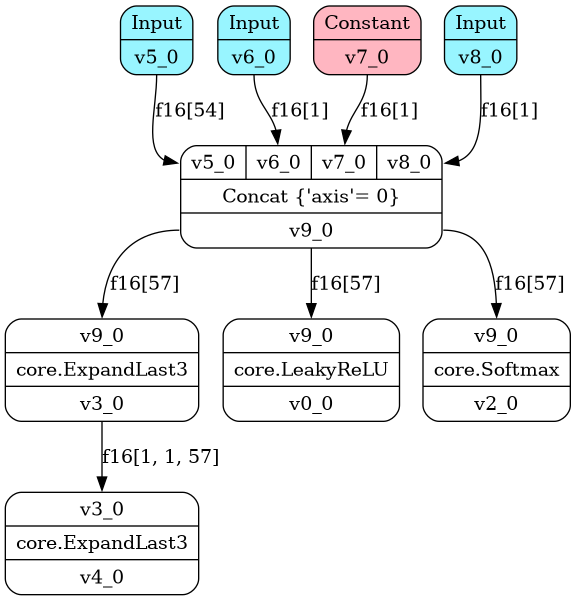 Input Input Constant Input
v5_0 v6_0 v7_0 v8_0
f16[54] f16[1] f16[1] f16[1]
v5_0 v6_0 v7_0 v8_0
Concat {'axis'= 0}
v9_0
f16[57] f16[57] f16[57]
v9_0 v9_0 v9_0
core.ExpandLast3 core.LeakyReLU core.Softmax
v3_0 v0_0 v2_0
f16[1, 1, 57]
v3_0
core.ExpandLast3
v4_0